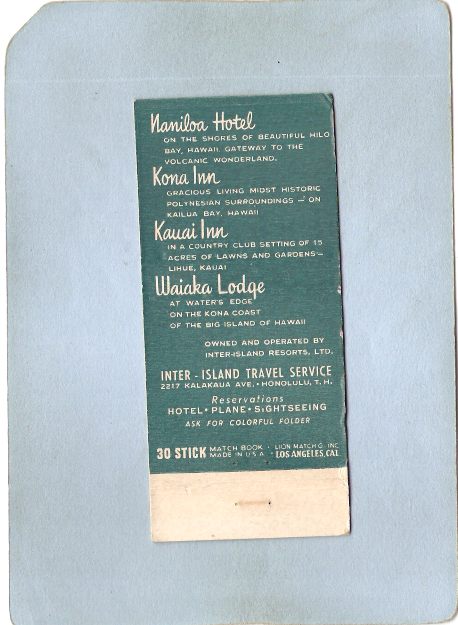 Naniloa Hotel
ON THE SHORES OF BEAUTIFUL HILO
BAY, HAWAII. GATEWAY TO THE
VOLCANIC WONDERLAND.
Kona Inn
GRACIOUS LIVING MIDST HISTORIC
POLYNESIAN SURROUNDINGS — ON
KAILUA BAY, HAWAII
Kauai Inn
IN A COUNTRY CLUB SETTING OF 15
ACRES OF LAWNS AND GARDENS —
LIHUE, KAUAI
Waiaka Lodge
AT WATER'S EDGE
ON THE KONA COAST
OF THE BIG ISLAND OF HAWAII
OWNED AND OPERATED BY
INTER-ISLAND RESORTS, LTD.
INTER - ISLAND TRAVEL SERVICE
2217 KALAKAUA AVE. • HONOLULU, T. H.
Reservations
HOTEL • PLANE • SIGHTSEEING
ASK FOR COLORFUL FOLDER
30 STICK MATCH BOOK · LION MATCH CO. INC.
MADE IN U.S.A. LOS ANGELES, CAL.